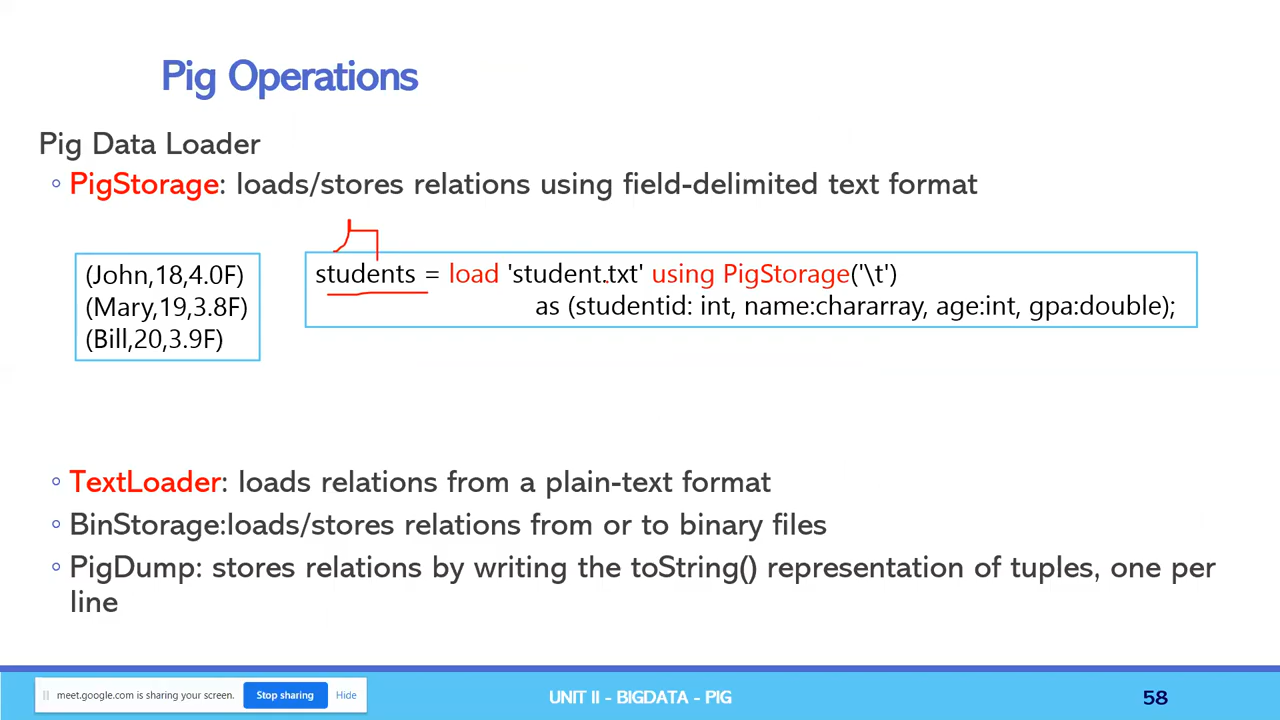 Pig Operations
Pig Data Loader
◦ PigStorage: loads/stores relations using field-delimited text format
(John,18,4.0F)
(Mary,19,3.8F)
(Bill,20,3.9F)
students = load 'student.txt' using PigStorage('\t')
as (studentid: int, name:chararray, age:int, gpa:double);
◦ TextLoader: loads relations from a plain-text format
◦ BinStorage:loads/stores relations from or to binary files
◦ PigDump: stores relations by writing the toString() representation of tuples, one per
line
meet.google.com is sharing your screen.
Stop sharing
Hide
UNIT II - BIGDATA - PIG
58